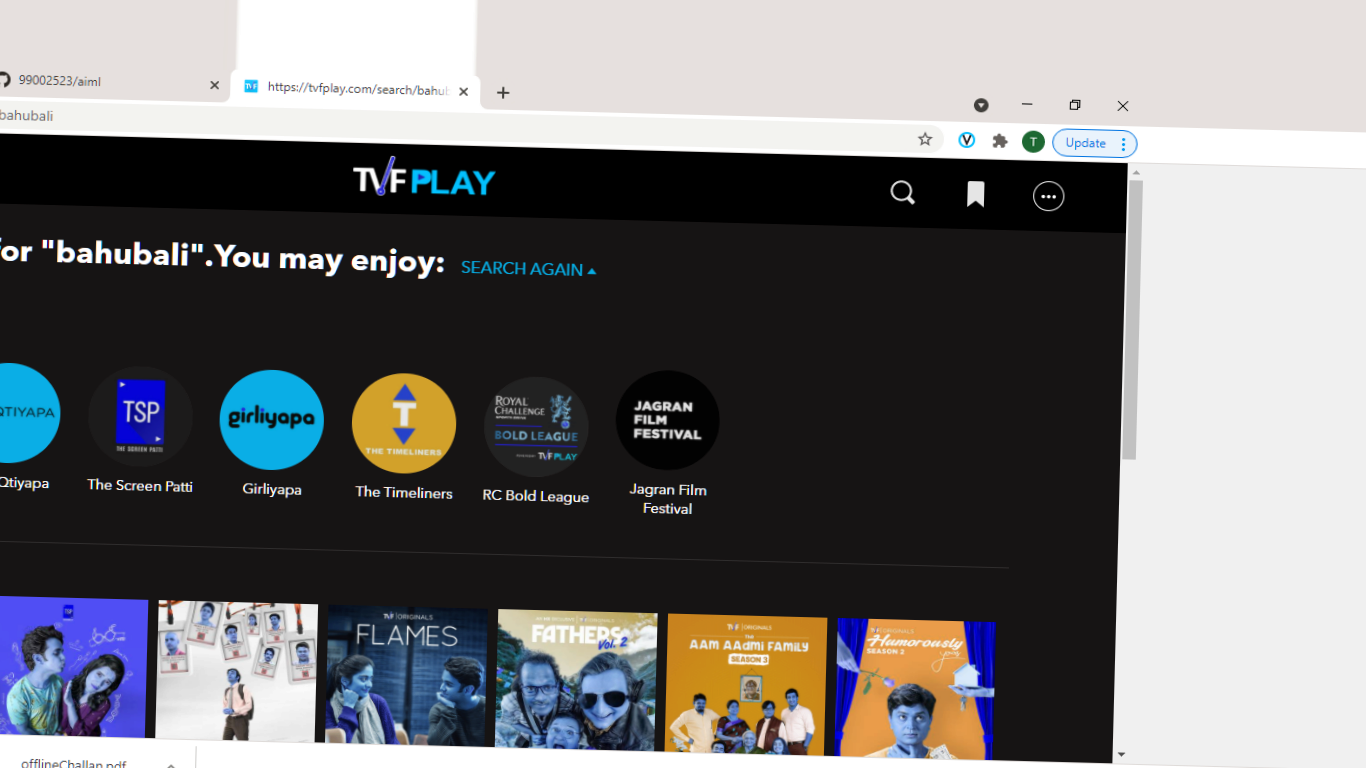 99002523/aiml
https://tvfplay.com/search/bahub
bahubali
T
Update
TVF PLAY
for "bahubali".You may enjoy: SEARCH AGAIN
QTIYAPA
TSP
THE SCREEN PATTI
girliyapa
T
THE TIMELINERS
ROYAL
CHALLENGE
BOLD LEAGUE
TVF PLAY
JAGRAN
FILM
FESTIVAL
Qtiyapa
The Screen Patti
Girliyapa
The Timeliners
RC Bold League
Jagran Film
Festival
TSP
TVF | ORIGINALS
FLAMES
FATHERS
Vol. 2
TVF | ORIGINALS
THE
AAM AADMI FAMILY
SEASON 3
TVF | ORIGINALS
Humorously
yours
SEASON 2
offlineChallan.pdf